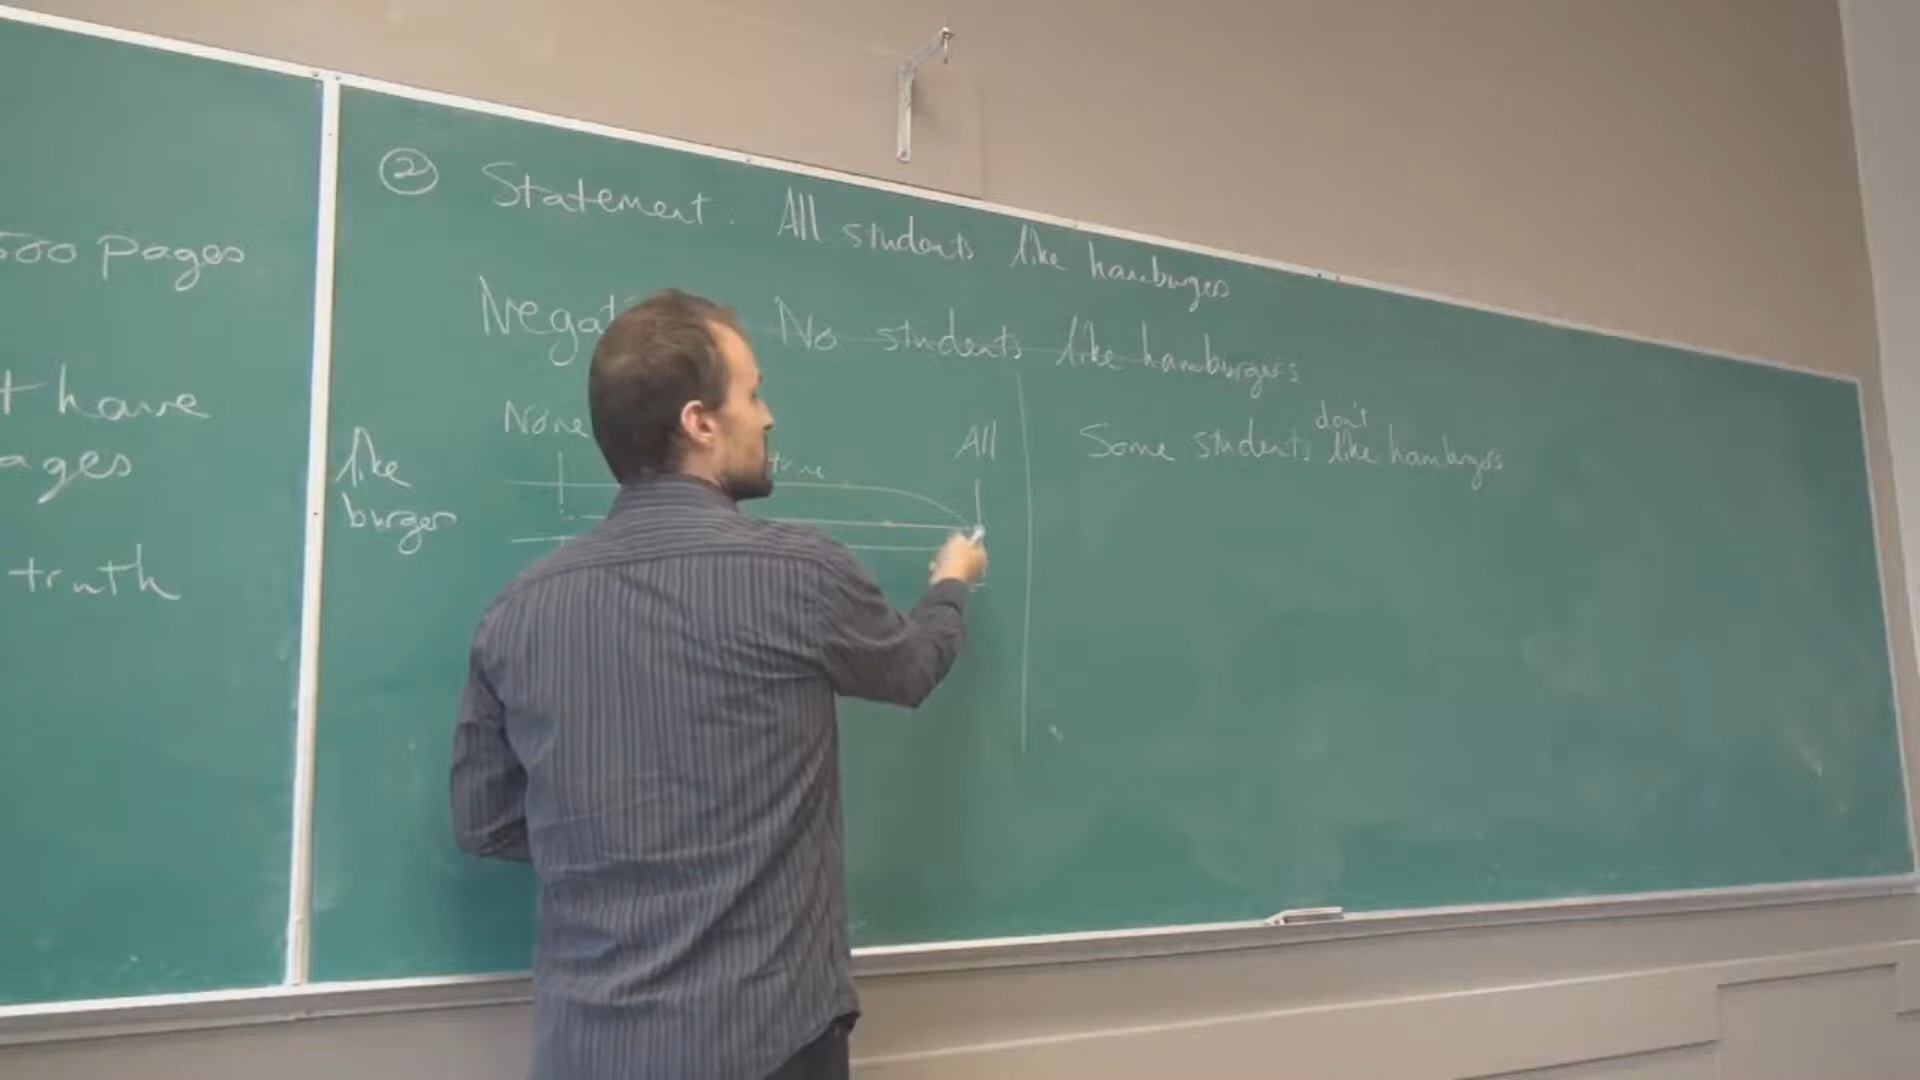 500 pages
t have
ages
truth
② Statement. All students like hamburges
Negat No students like hamburgers
None true All
like
burger
Some students don't like hamburgers